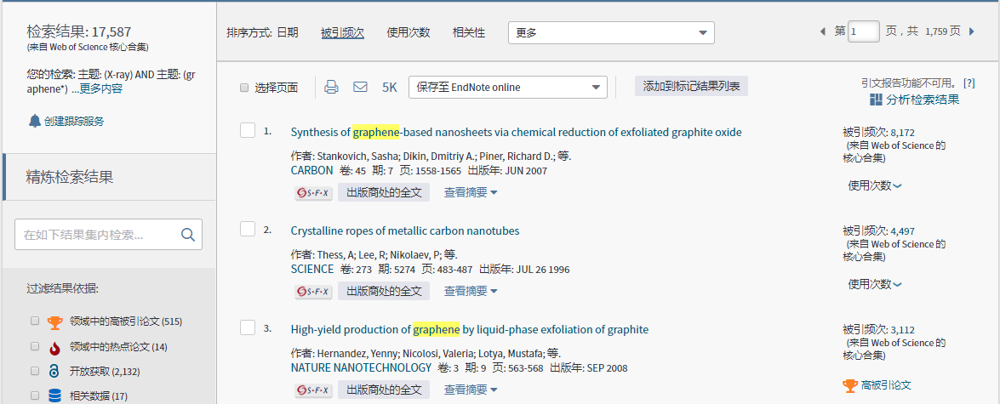 检索结果: 17,587
(来自 Web of Science 核心合集)
您的检索: 主题: (X-ray) AND 主题: (gr
aphene*) ...更多内容
创建跟踪服务
精炼检索结果
在如下结果集内检索...
过滤结果依据:
领域中的高被引论文 (515)
领域中的热点论文 (14)
开放获取 (2,132)
相关数据 (17)
排序方式: 日期 被引频次 使用次数 相关性 更多
第 1 页, 共 1,759 页
选择页面 5K 保存至 EndNote online 添加到标记结果列表
引文报告功能不可用。 [?]
分析检索结果
1. Synthesis of graphene-based nanosheets via chemical reduction of exfoliated graphite oxide
作者: Stankovich, Sasha; Dikin, Dmitriy A.; Piner, Richard D.; 等.
CARBON 卷: 45 期: 7 页: 1558-1565 出版年: JUN 2007
S·F·X 出版商处的全文 查看摘要
被引频次: 8,172
(来自 Web of Science 的
核心合集)
使用次数
2. Crystalline ropes of metallic carbon nanotubes
作者: Thess, A; Lee, R; Nikolaev, P; 等.
SCIENCE 卷: 273 期: 5274 页: 483-487 出版年: JUL 26 1996
S·F·X 出版商处的全文 查看摘要
被引频次: 4,497
(来自 Web of Science 的
核心合集)
使用次数
3. High-yield production of graphene by liquid-phase exfoliation of graphite
作者: Hernandez, Yenny; Nicolosi, Valeria; Lotya, Mustafa; 等.
NATURE NANOTECHNOLOGY 卷: 3 期: 9 页: 563-568 出版年: SEP 2008
S·F·X 出版商处的全文 查看摘要
被引频次: 3,112
(来自 Web of Science 的
核心合集)
高被引论文